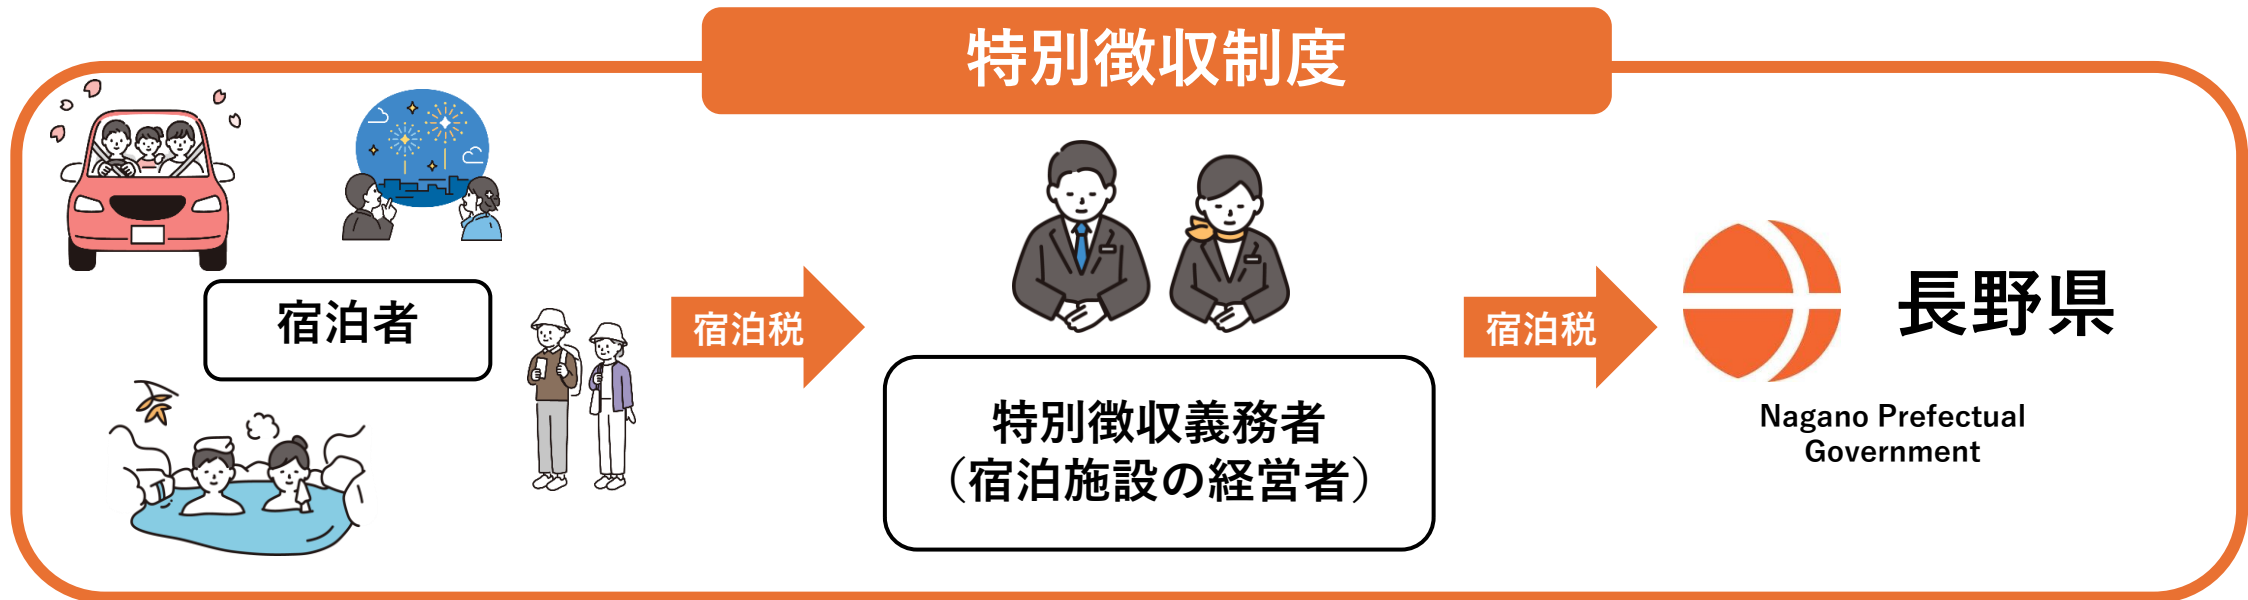 特別徴収制度
宿泊者
宿泊税
特別徴収義務者
（宿泊施設の経営者）
宿泊税
長野県
Nagano Prefectual
Government